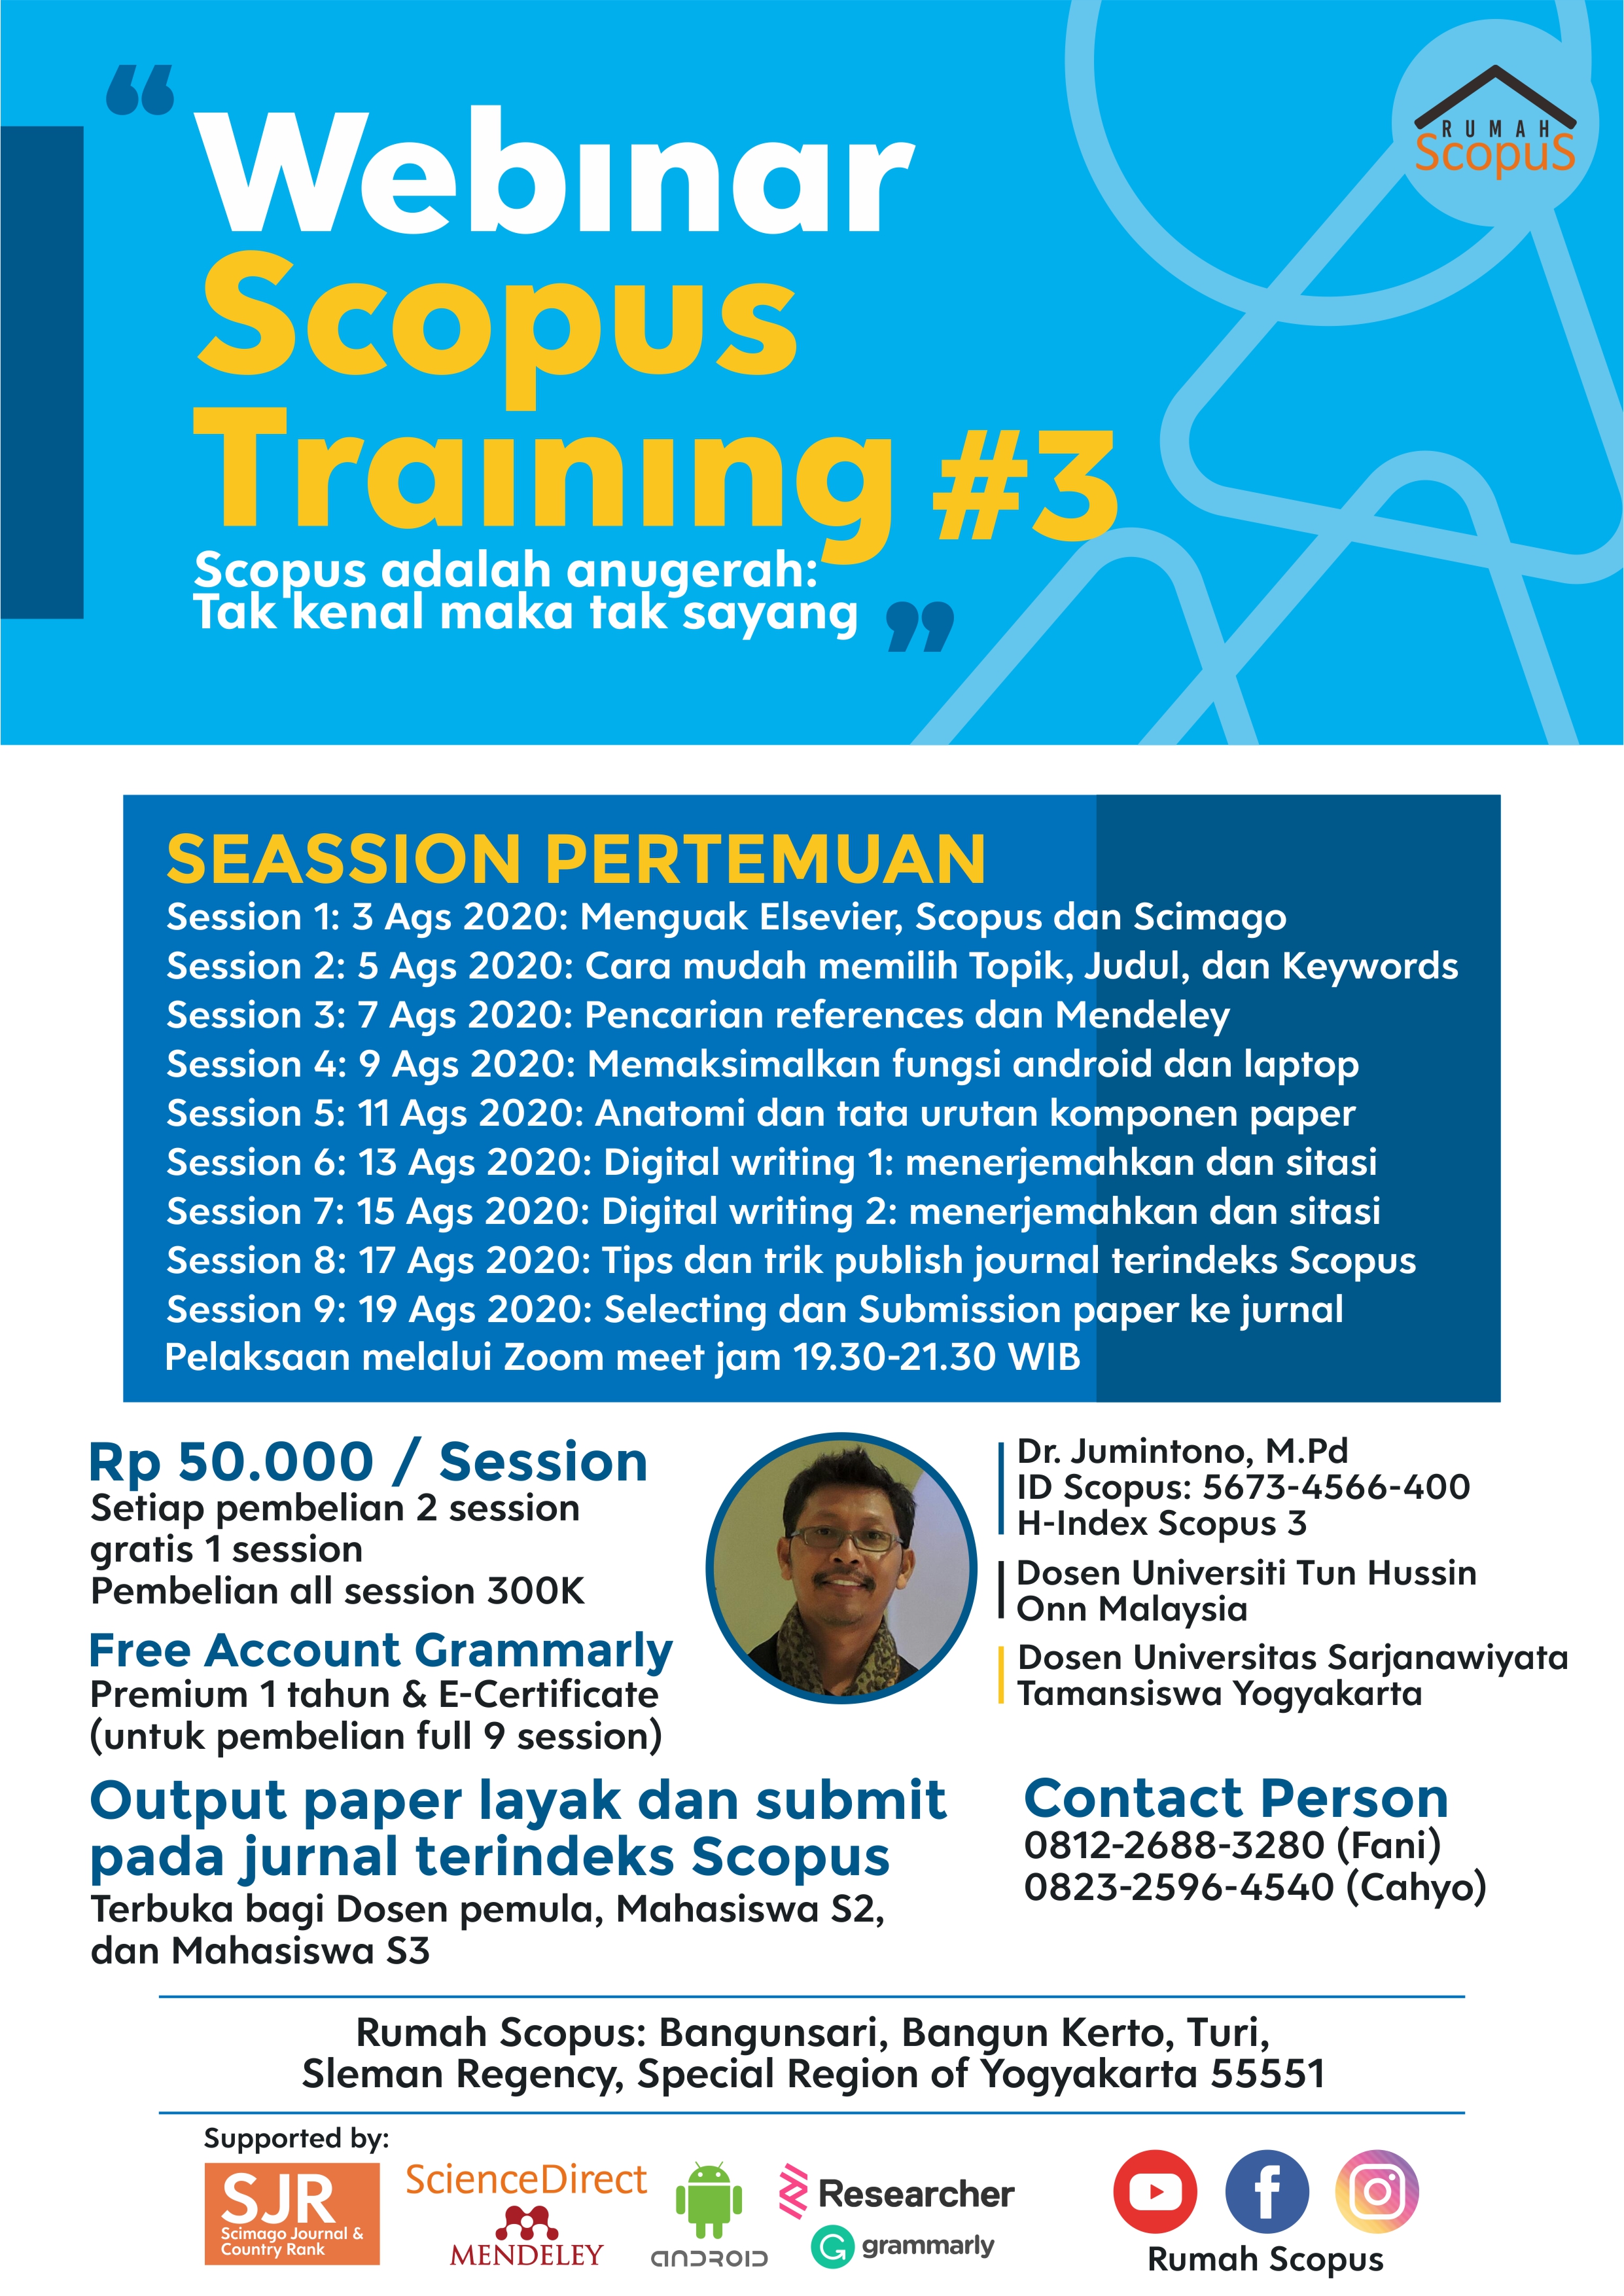 “
RUMAH
ScopuS
Webinar
Scopus
Training #3
Scopus adalah anugerah:
Tak kenal maka tak sayang ”
SEASSION PERTEMUAN
Session 1: 3 Ags 2020: Menguak Elsevier, Scopus dan Scimago
Session 2: 5 Ags 2020: Cara mudah memilih Topik, Judul, dan Keywords
Session 3: 7 Ags 2020: Pencarian references dan Mendeley
Session 4: 9 Ags 2020: Memaksimalkan fungsi android dan laptop
Session 5: 11 Ags 2020: Anatomi dan tata urutan komponen paper
Session 6: 13 Ags 2020: Digital writing 1: menerjemahkan dan sitasi
Session 7: 15 Ags 2020: Digital writing 2: menerjemahkan dan sitasi
Session 8: 17 Ags 2020: Tips dan trik publish journal terindeks Scopus
Session 9: 19 Ags 2020: Selecting dan Submission paper ke jurnal
Pelaksaan melalui Zoom meet jam 19.30-21.30 WIB
Rp 50.000 / Session
Setiap pembelian 2 session
gratis 1 session
Pembelian all session 300K
Free Account Grammarly
Premium 1 tahun & E-Certificate
(untuk pembelian full 9 session)
Dr. Jumintono, M.Pd
ID Scopus: 5673-4566-400
H-Index Scopus 3
Dosen Universiti Tun Hussin
Onn Malaysia
Dosen Universitas Sarjanawiyata
Tamansiswa Yogyakarta
Output paper layak dan submit
pada jurnal terindeks Scopus
Terbuka bagi Dosen pemula, Mahasiswa S2,
dan Mahasiswa S3
Contact Person
0812-2688-3280 (Fani)
0823-2596-4540 (Cahyo)
Rumah Scopus: Bangunsari, Bangun Kerto, Turi,
Sleman Regency, Special Region of Yogyakarta 55551
Supported by:
SJR
Scimago Journal &
Country Rank
ScienceDirect
MENDELEY
ANDROID
Researcher
grammarly
Rumah Scopus